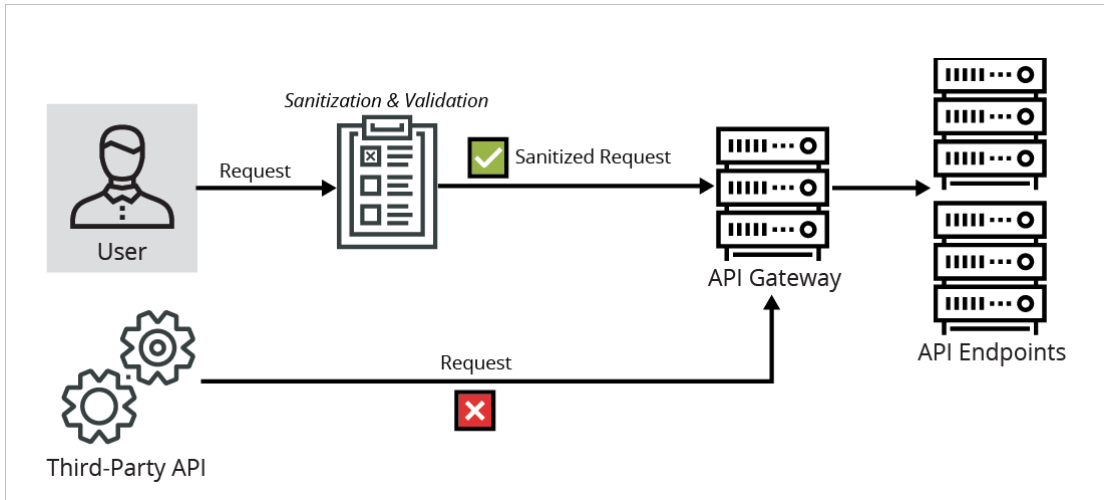 Sanitization & Validation
Request
Sanitized Request
User
API Gateway
Request
API Endpoints
Third-Party API